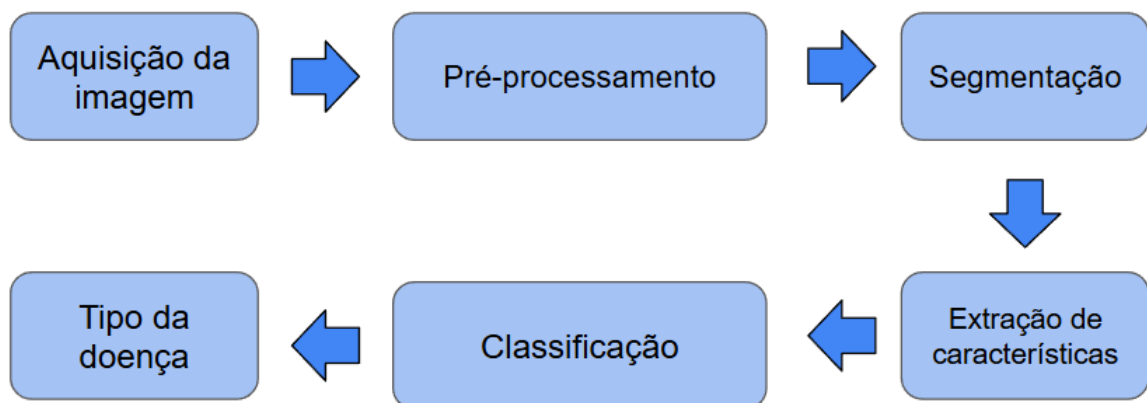 Aquisição da
imagem
Pré-processamento
Segmentação
Extração de
características
Classificação
Tipo da
doença